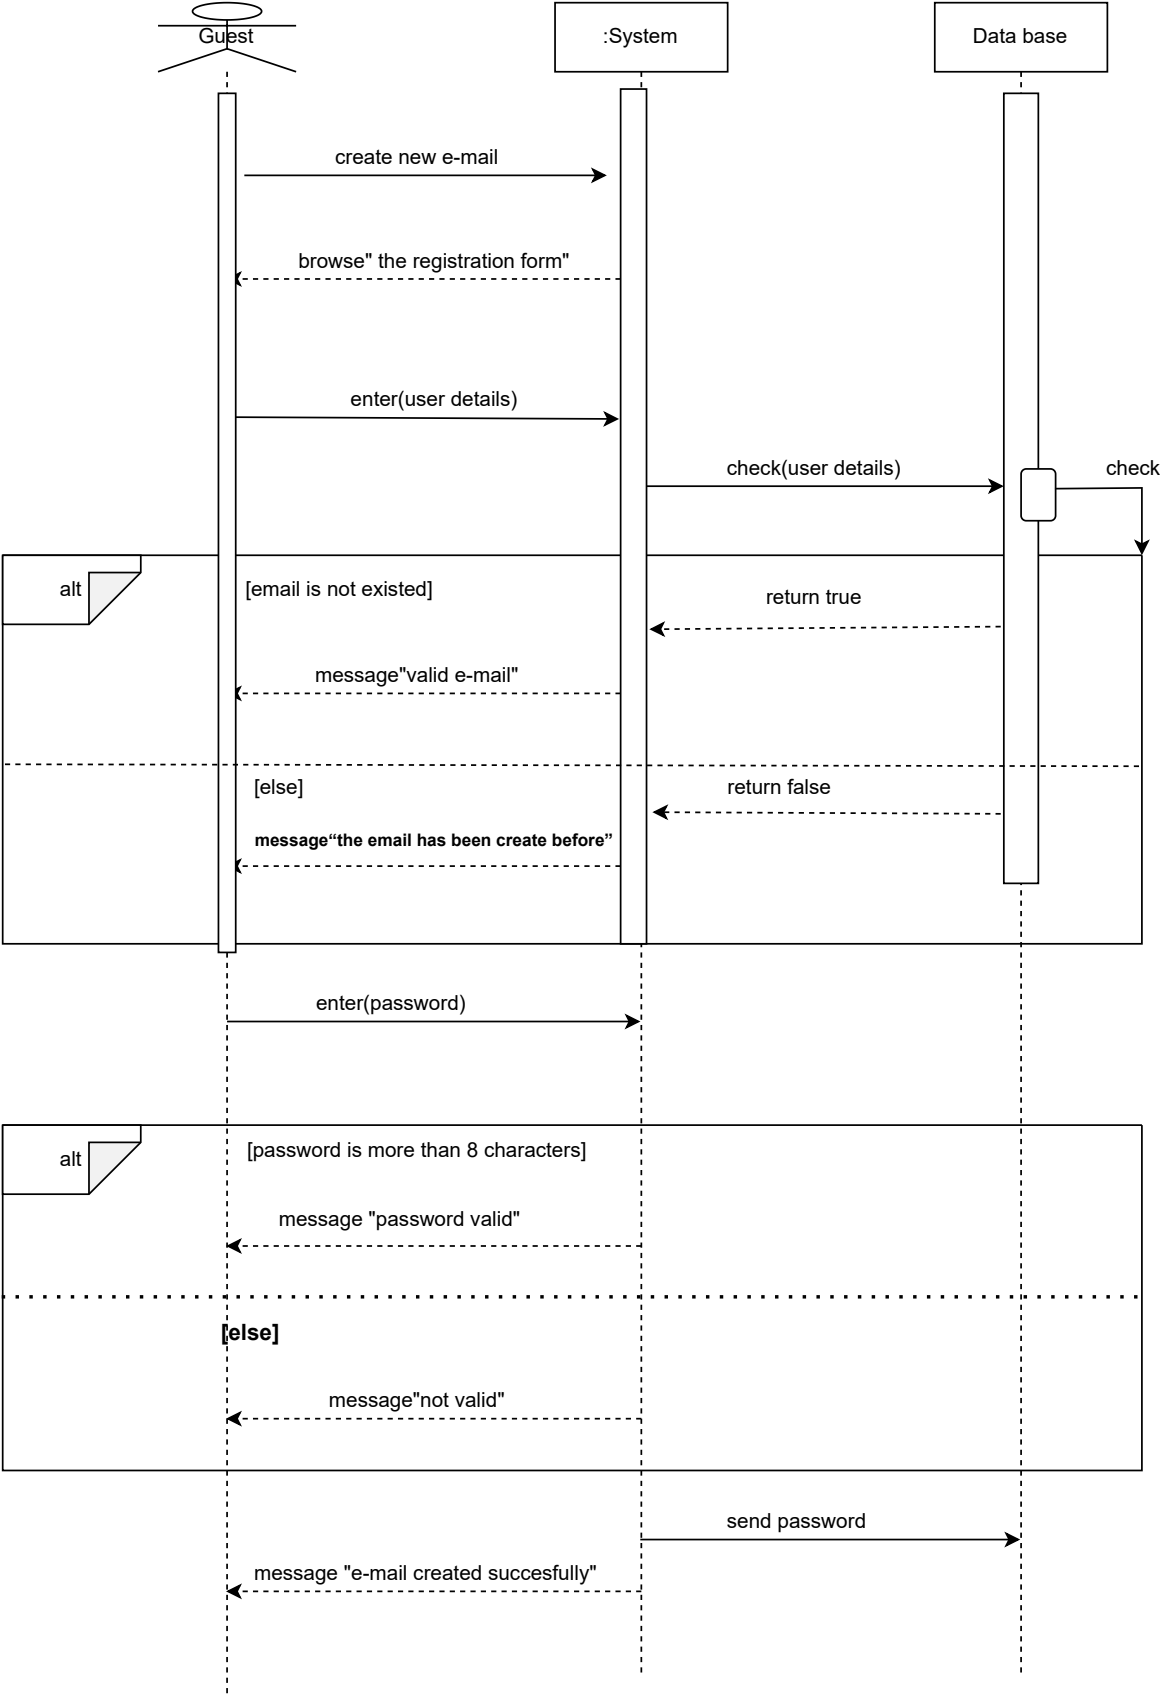 Guest
:System
Data base
create new e-mail
browse" the registration form"
enter(user details)
check(user details)
check
alt
[email is not existed]
return true
message"valid e-mail"
[else]
return false
message“the email has been create before”
enter(password)
alt
[password is more than 8 characters]
message "password valid"
[else]
message"not valid"
send password
message "e-mail created succesfully"